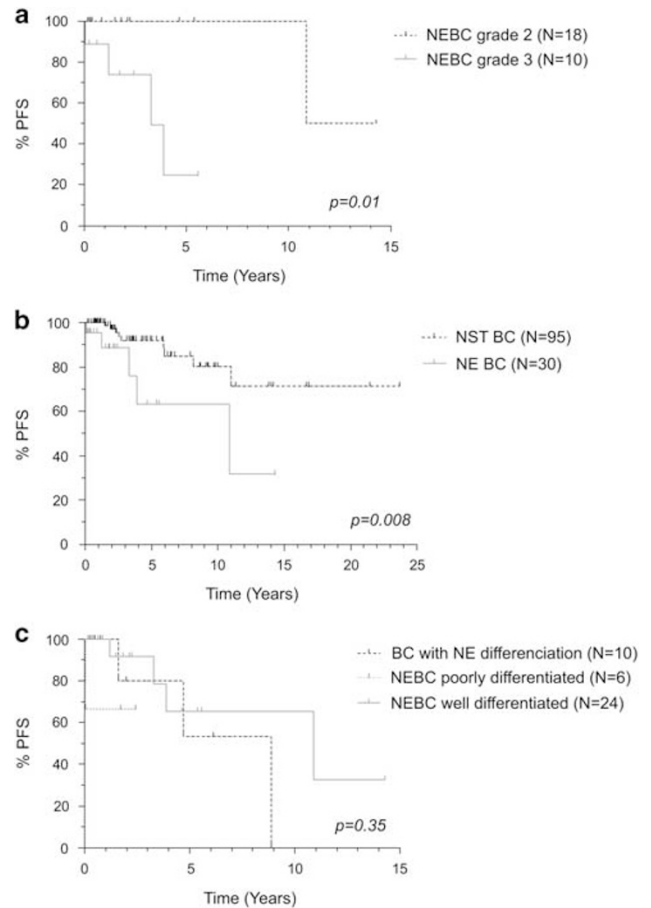 a
100
80
60
40
20
0
% PFS
NEBC grade 2 (N=18)
NEBC grade 3 (N=10)
p=0.01
0 5 10 15
Time (Years)
b
100
80
60
40
20
0
% PFS
NST BC (N=95)
NE BC (N=30)
p=0.008
0 5 10 15 20 25
Time (Years)
c
100
80
60
40
20
0
% PFS
BC with NE differenciation (N=10)
NEBC poorly differentiated (N=6)
NEBC well differentiated (N=24)
p=0.35
0 5 10 15
Time (Years)